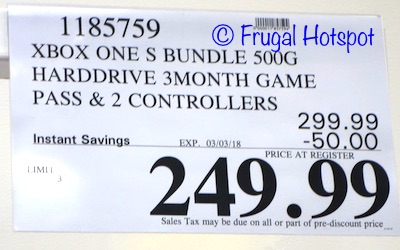 © Frugal Hotspot
1185759
XBOX ONE S BUNDLE 500G
HARDDRIVE 3MONTH GAME
PASS & 2 CONTROLLERS
299.99
Instant Savings EXP. 03/03/18 -50.00
PRICE AT REGISTER
LIMIT
3
249.99
Sales Tax may be due on all or part of pre-discount price